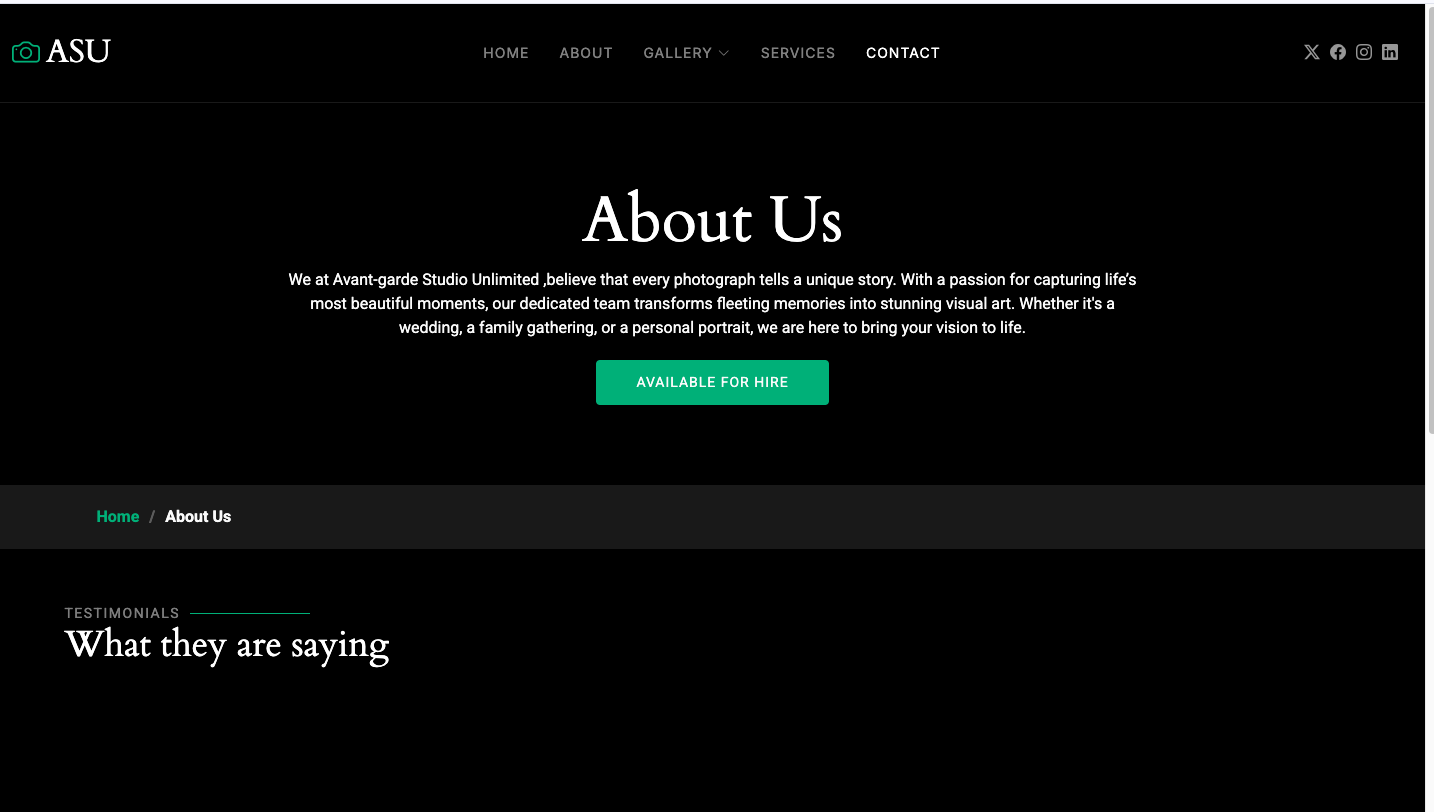 ASU
HOME ABOUT GALLERY SERVICES CONTACT
About Us
We at Avant-garde Studio Unlimited ,believe that every photograph tells a unique story. With a passion for capturing life’s
most beautiful moments, our dedicated team transforms fleeting memories into stunning visual art. Whether it's a
wedding, a family gathering, or a personal portrait, we are here to bring your vision to life.
AVAILABLE FOR HIRE
Home / About Us
TESTIMONIALS
What they are saying